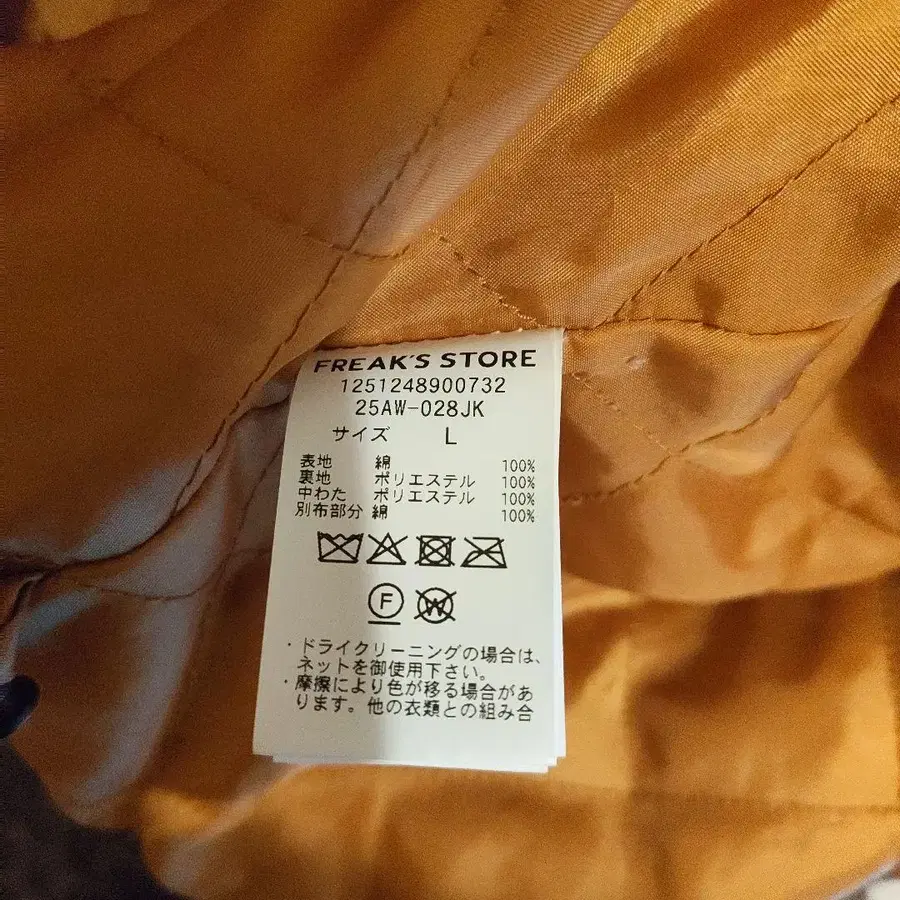 FREAK'S STORE
1251248900732
25AW-028JK
サイズ L
表地 綿 100%
裏地 ポリエステル 100%
中わた ポリエステル 100%
別布部分 綿 100%
F W
・ドライクリーニングの場合は、
ネットを御使用下さい。
・摩擦により色が移る場合があ
ります。他の衣類との組み合